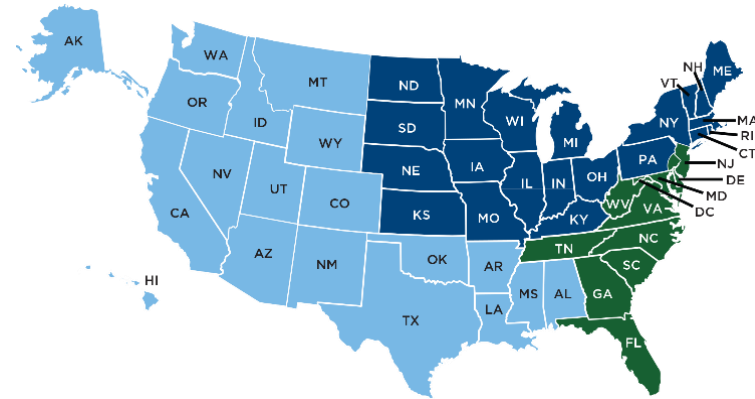 AK
WA
MT
ND
MN
ME
NH
VT
OR
ID
SD
WI
MI
NY
MA
RI
CT
WY
NE
IA
PA
NJ
NV
UT
CO
IL
IN
OH
DE
MD
DC
CA
KS
MO
KY
WV
VA
AZ
NM
OK
AR
TN
NC
SC
HI
TX
LA
MS
AL
GA
FL